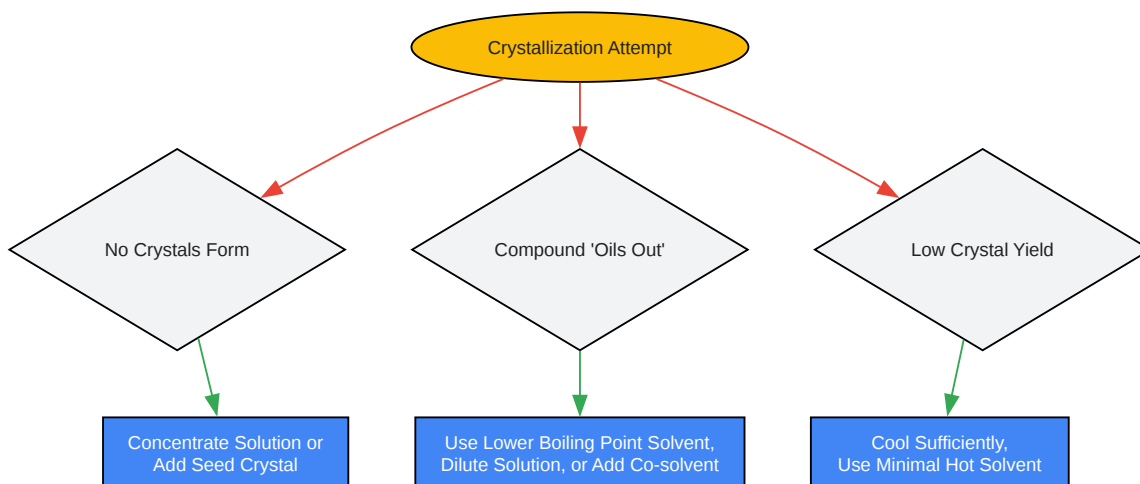 Crystallization Attempt
No Crystals Form
Compound 'Oils Out'
Low Crystal Yield
Concentrate Solution or
Add Seed Crystal
Use Lower Boiling Point Solvent,
Dilute Solution, or Add Co-solvent
Cool Sufficiently,
Use Minimal Hot Solvent